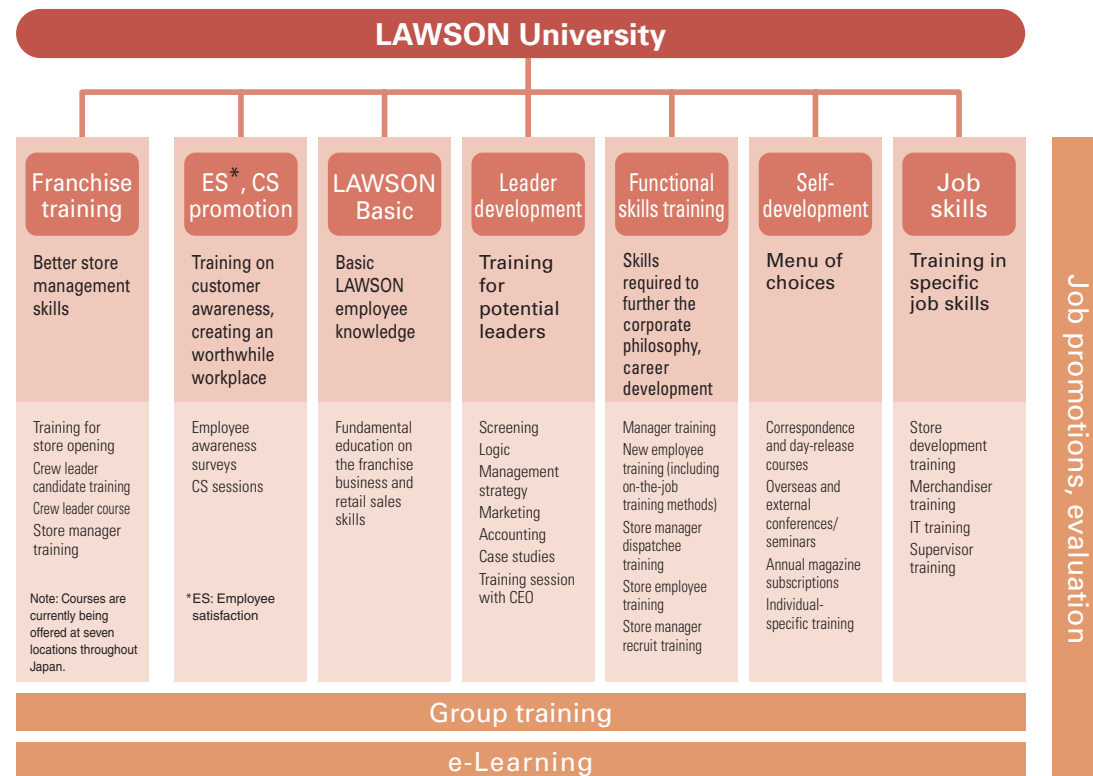 LAWSON University
Franchise
training
Better store
management
skills
Training for
store opening
Crew leader
candidate training
Crew leader course
Store manager
training
Note: Courses are
currently being
offered at seven
locations throughout
Japan.
ES*, CS
promotion
Training on
customer
awareness,
creating an
worthwhile
workplace
Employee
awareness
surveys
CS sessions
*ES: Employee
satisfaction
LAWSON
Basic
Basic
LAWSON
employee
knowledge
Fundamental
education on
the franchise
business and
retail sales
skills
Leader
development
Training
for
potential
leaders
Screening
Logic
Management
strategy
Marketing
Accounting
Case studies
Training session
with CEO
Functional
skills training
Skills
required to
further the
corporate
philosophy,
career
development
Manager training
New employee
training (including
on-the-job
training methods)
Store manager
dispatchee
training
Store employee
training
Store manager
recruit training
Self-
development
Menu of
choices
Correspondence
and day-release
courses
Overseas and
external
conferences/
seminars
Annual magazine
subscriptions
Individual-
specific training
Job
skills
Training in
specific
job skills
Store
development
training
Merchandiser
training
IT training
Supervisor
training
Job promotions, evaluation
Group training
e-Learning